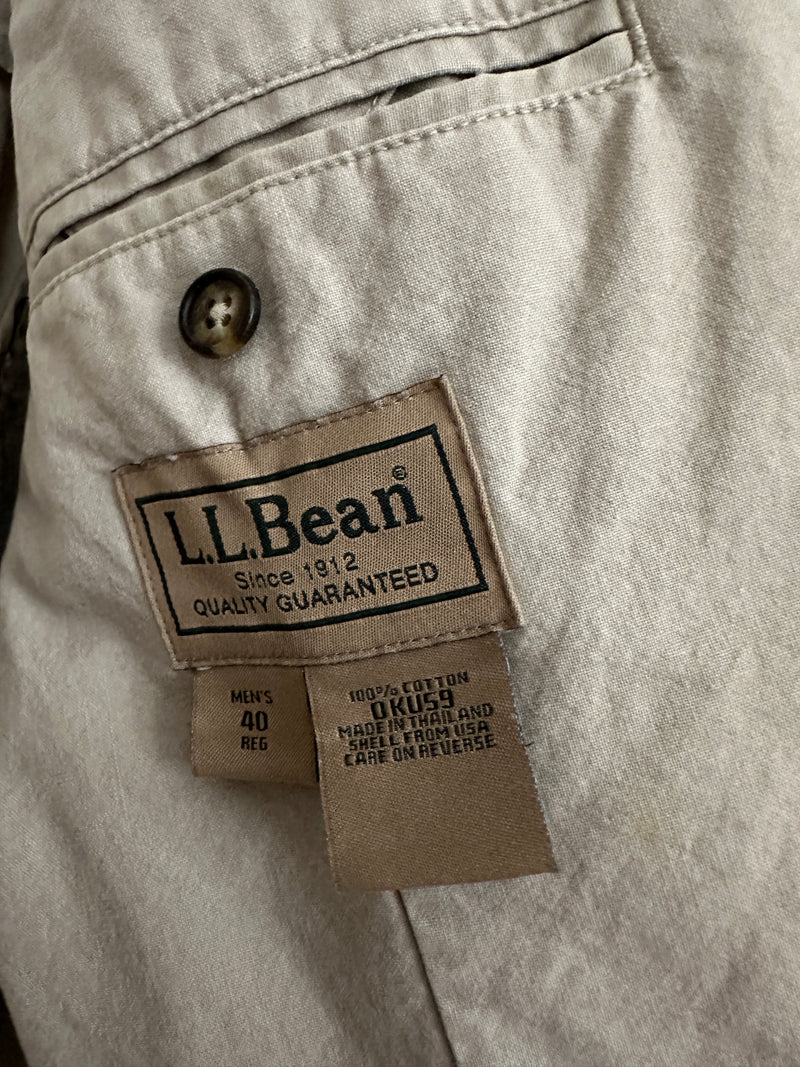 L.L.Bean®
Since 1912
QUALITY GUARANTEED
MEN'S
40
REG
100% COTTON
0KU59
MADE IN THAILAND
SHELL FROM USA
CARE ON REVERSE